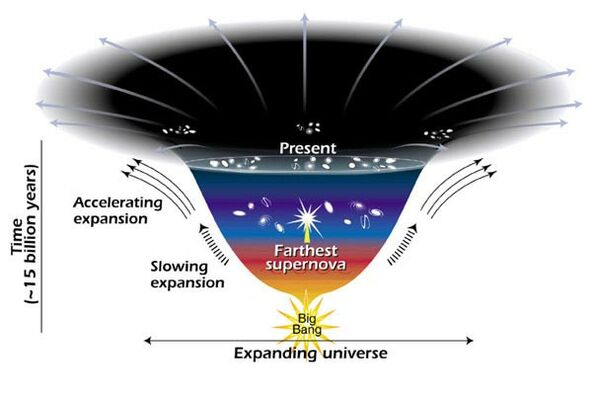 Present
Accelerating
expansion
Time
(~15 billion years)
Farthest
supernova
Slowing
expansion
Big
Bang
Expanding universe